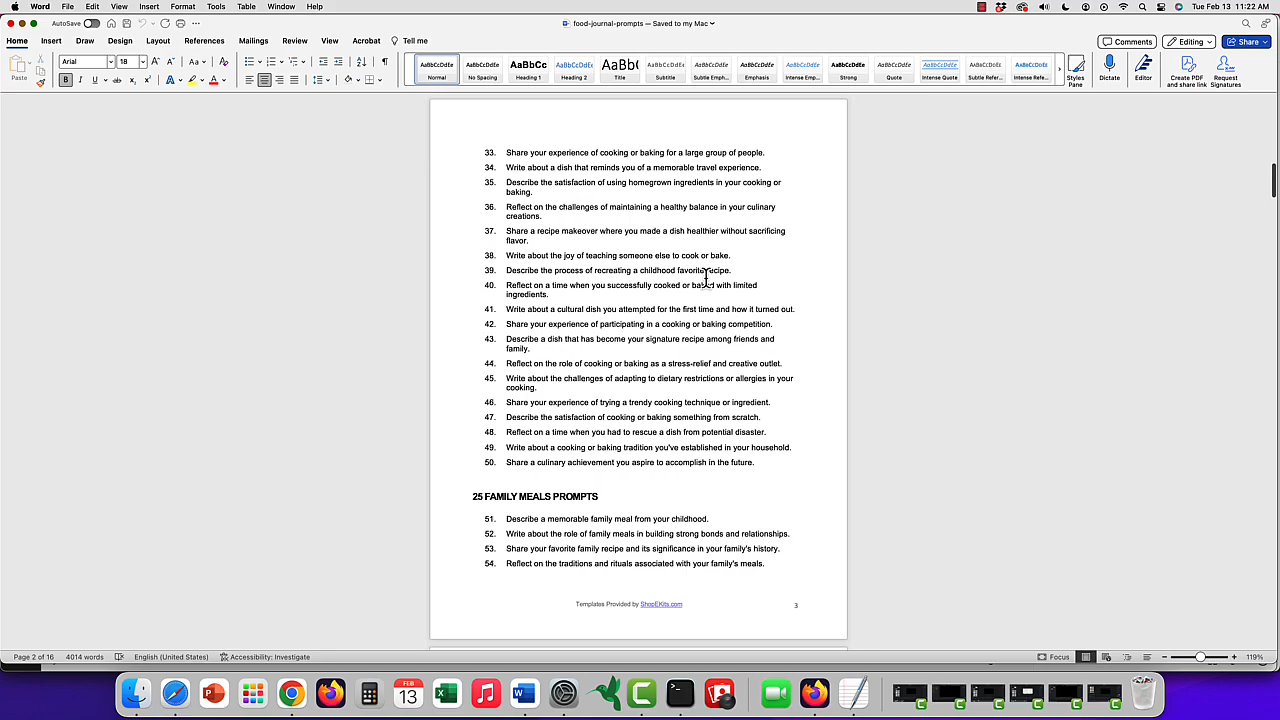 Word File Edit View Insert Format Tools Table Window Help Tue Feb 13 11:22 AM
AutoSave food-journal-prompts — Saved to my Mac
Home Insert Draw Design Layout References Mailings Review View Acrobat Tell me Comments Editing Share
Paste Arial 18 AaBbCcDdEe Normal AaBbCcDdEe No Spacing AaBbCc Heading 1 AaBbCcDdEe Heading 2 AaBbC Title AaBbCcDdEe Subtitle AaBbCcDdEe Subtle Emph... AaBbCcDdEe Emphasis AaBbCcDdEe Intense Emp... AaBbCcDdEe Strong AaBbCcDdEe Quote AaBbCcDdEe Intense Quote AaBbCcDdEe Subtle Refer... AaBbCcDdEe Intense Refe... Styles Pane Dictate Editor Create PDF and share link Request Signatures
33. Share your experience of cooking or baking for a large group of people.
34. Write about a dish that reminds you of a memorable travel experience.
35. Describe the satisfaction of using homegrown ingredients in your cooking or
baking.
36. Reflect on the challenges of maintaining a healthy balance in your culinary
creations.
37. Share a recipe makeover where you made a dish healthier without sacrificing
flavor.
38. Write about the joy of teaching someone else to cook or bake.
39. Describe the process of recreating a childhood favorite recipe.
40. Reflect on a time when you successfully cooked or baked with limited
ingredients.
41. Write about a cultural dish you attempted for the first time and how it turned out.
42. Share your experience of participating in a cooking or baking competition.
43. Describe a dish that has become your signature recipe among friends and
family.
44. Reflect on the role of cooking or baking as a stress-relief and creative outlet.
45. Write about the challenges of adapting to dietary restrictions or allergies in your
cooking.
46. Share your experience of trying a trendy cooking technique or ingredient.
47. Describe the satisfaction of cooking or baking something from scratch.
48. Reflect on a time when you had to rescue a dish from potential disaster.
49. Write about a cooking or baking tradition you've established in your household.
50. Share a culinary achievement you aspire to accomplish in the future.
25 FAMILY MEALS PROMPTS
51. Describe a memorable family meal from your childhood.
52. Write about the role of family meals in building strong bonds and relationships.
53. Share your favorite family recipe and its significance in your family's history.
54. Reflect on the traditions and rituals associated with your family's meals.
Templates Provided by ShopEKits.com 3
Page 2 of 16 4014 words English (United States) Accessibility: Investigate Focus 119%
FEB
13